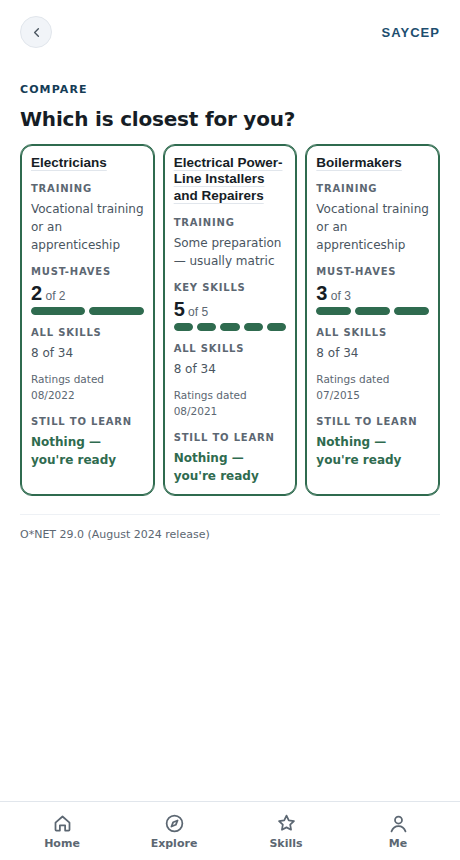 SAYCEP
COMPARE
Which is closest for you?
Electricians
TRAINING
Vocational training
or an
apprenticeship
MUST-HAVES
2 of 2
ALL SKILLS
8 of 34
Ratings dated
08/2022
STILL TO LEARN
Nothing —
you're ready
Electrical Power-
Line Installers
and Repairers
TRAINING
Some preparation
— usually matric
KEY SKILLS
5 of 5
ALL SKILLS
8 of 34
Ratings dated
08/2021
STILL TO LEARN
Nothing —
you're ready
Boilermakers
TRAINING
Vocational training
or an
apprenticeship
MUST-HAVES
3 of 3
ALL SKILLS
8 of 34
Ratings dated
07/2015
STILL TO LEARN
Nothing —
you're ready
O*NET 29.0 (August 2024 release)
Home
Explore
Skills
Me